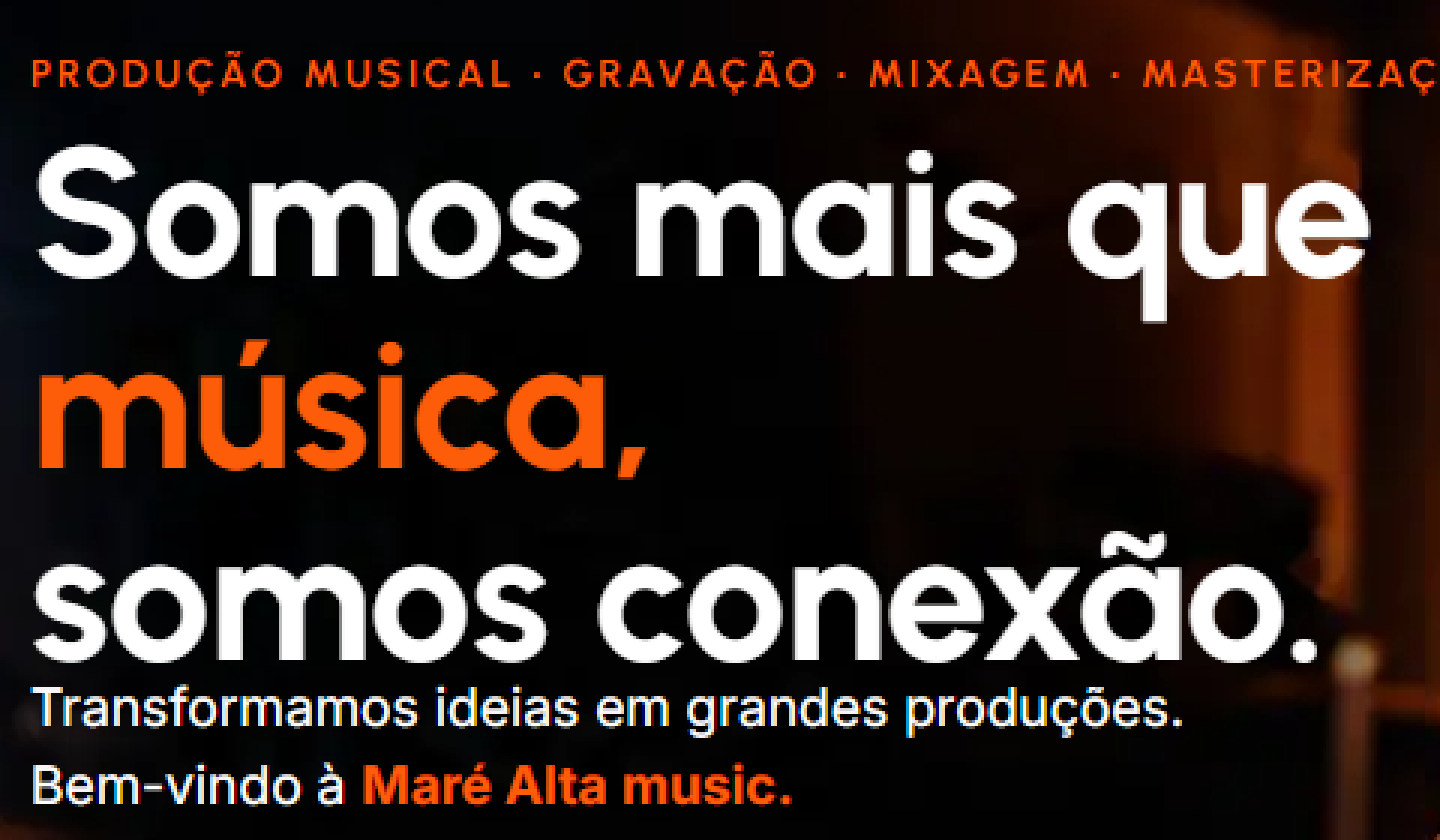 PRODUÇÃO MUSICAL · GRAVAÇÃO · MIXAGEM · MASTERIZAÇ
Somos mais que
música,
somos conexão.
Transformamos ideias em grandes produções.
Bem-vindo à Maré Alta music.